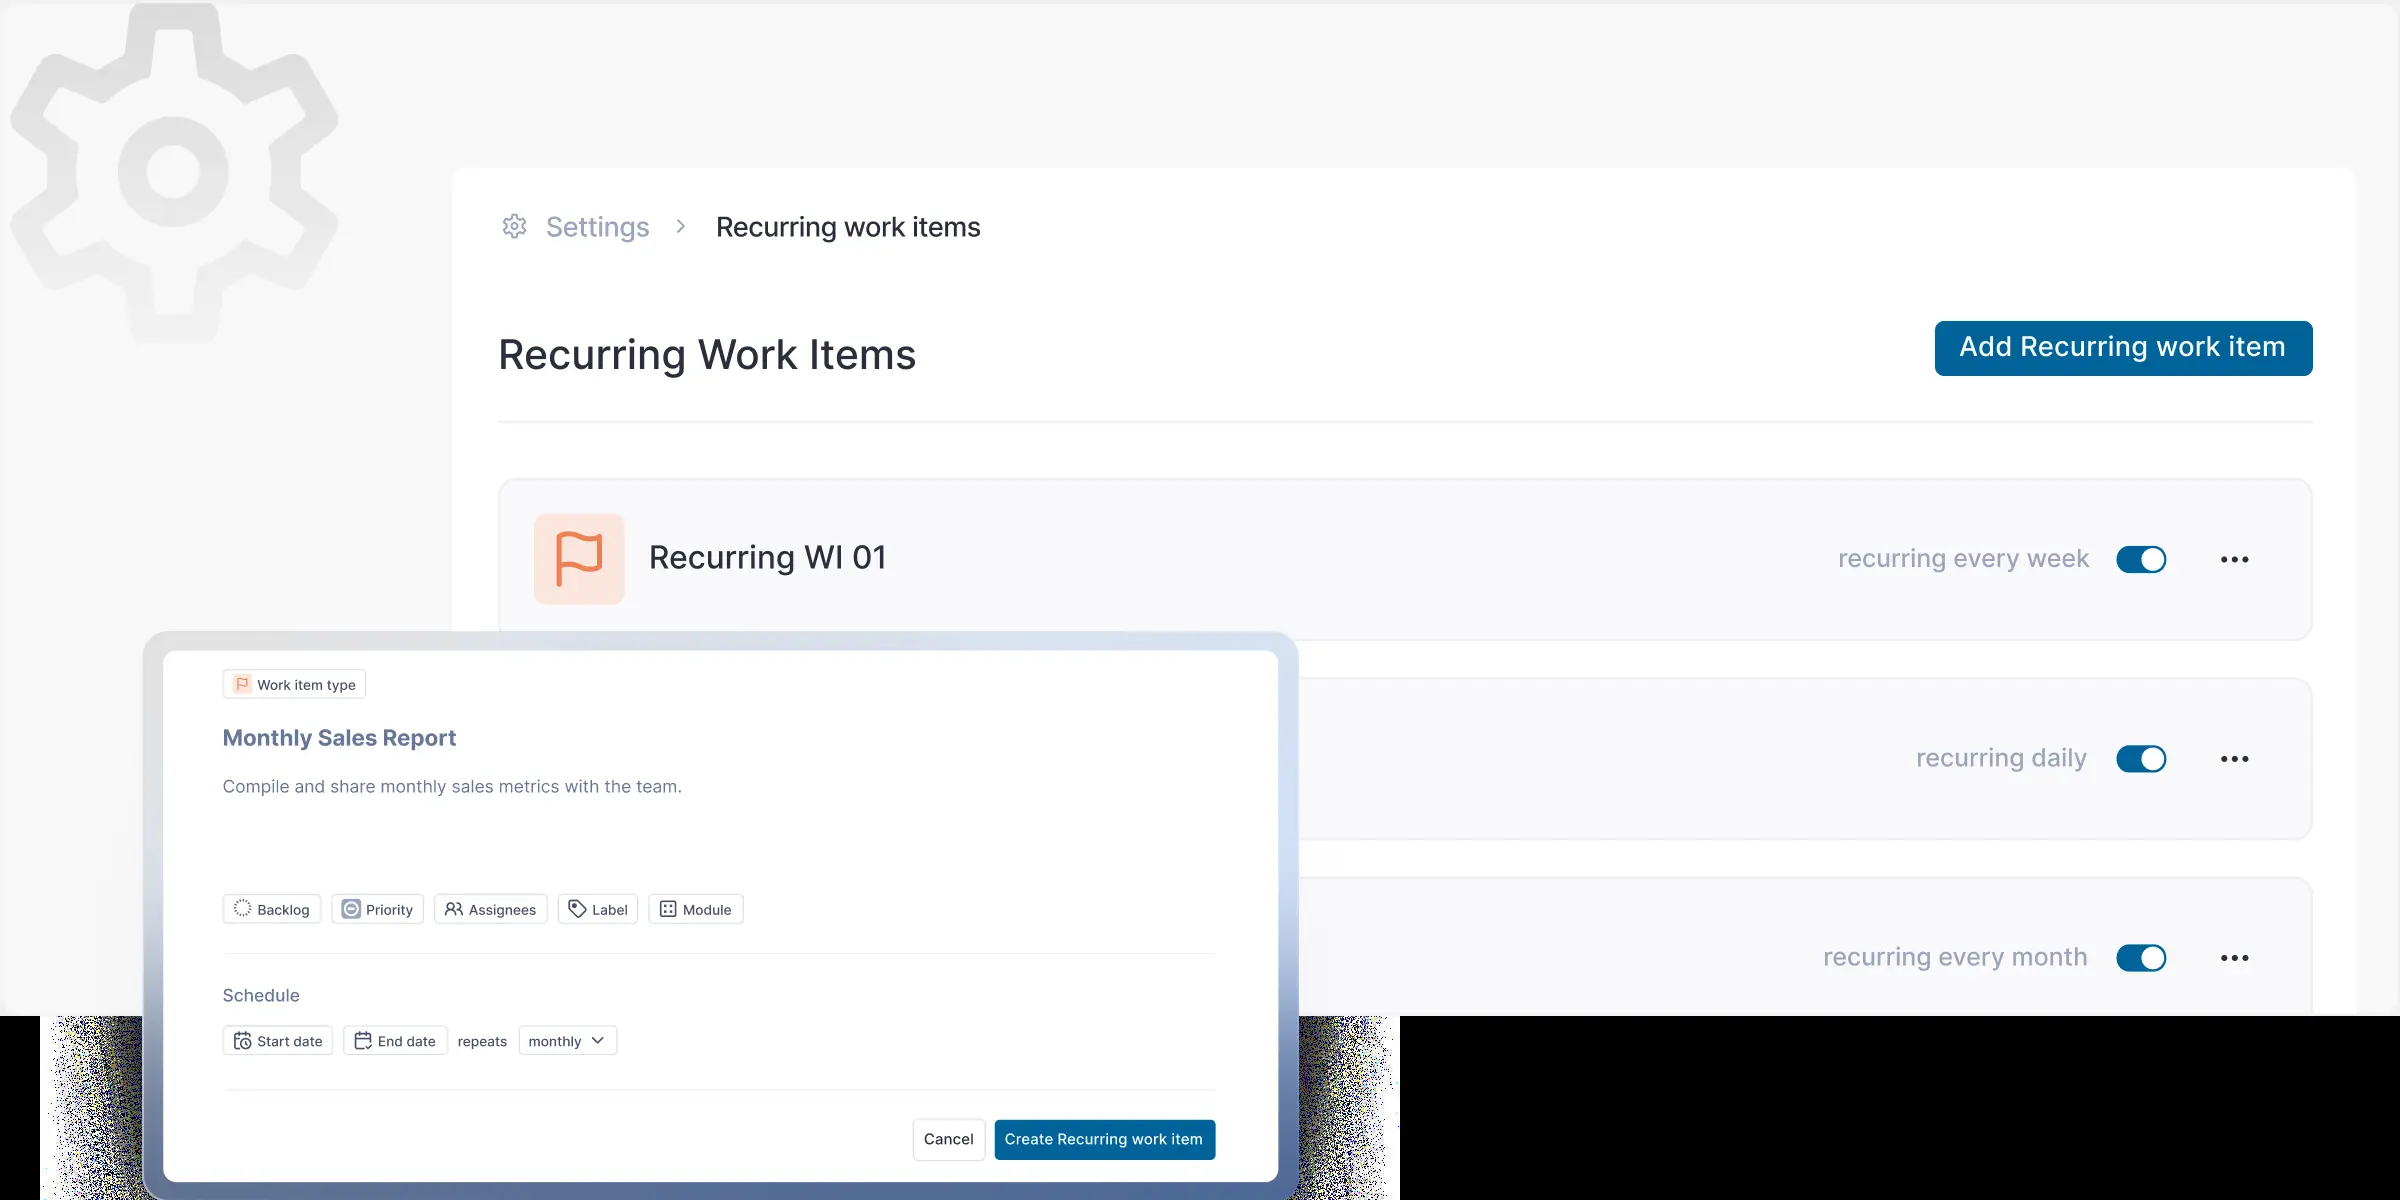 Settings > Recurring work items
Recurring Work Items
Add Recurring work item
Recurring WI 01
recurring every week
recurring daily
recurring every month
Work item type
Monthly Sales Report
Compile and share monthly sales metrics with the team.
Backlog Priority Assignees Label Module
Schedule
Start date End date repeats monthly
Cancel Create Recurring work item